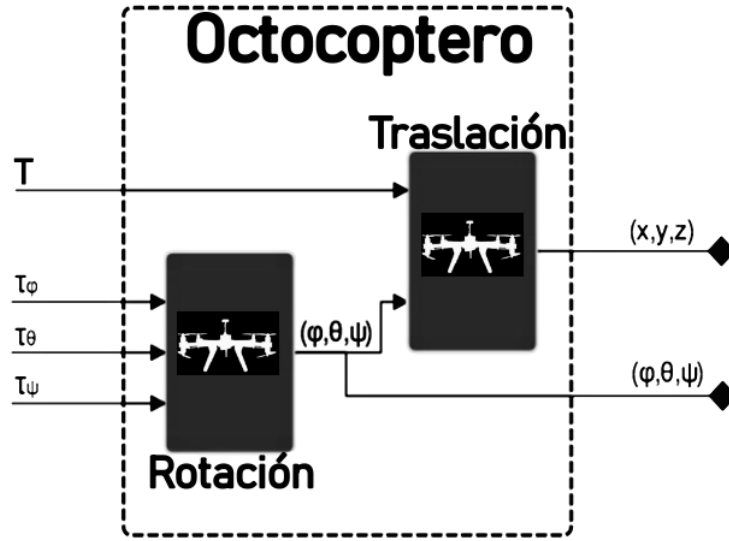 Octocoptero
Traslación
T
(x,y,z)
τφ
τθ
(φ,θ,ψ)
τψ
(φ,θ,ψ)
Rotación